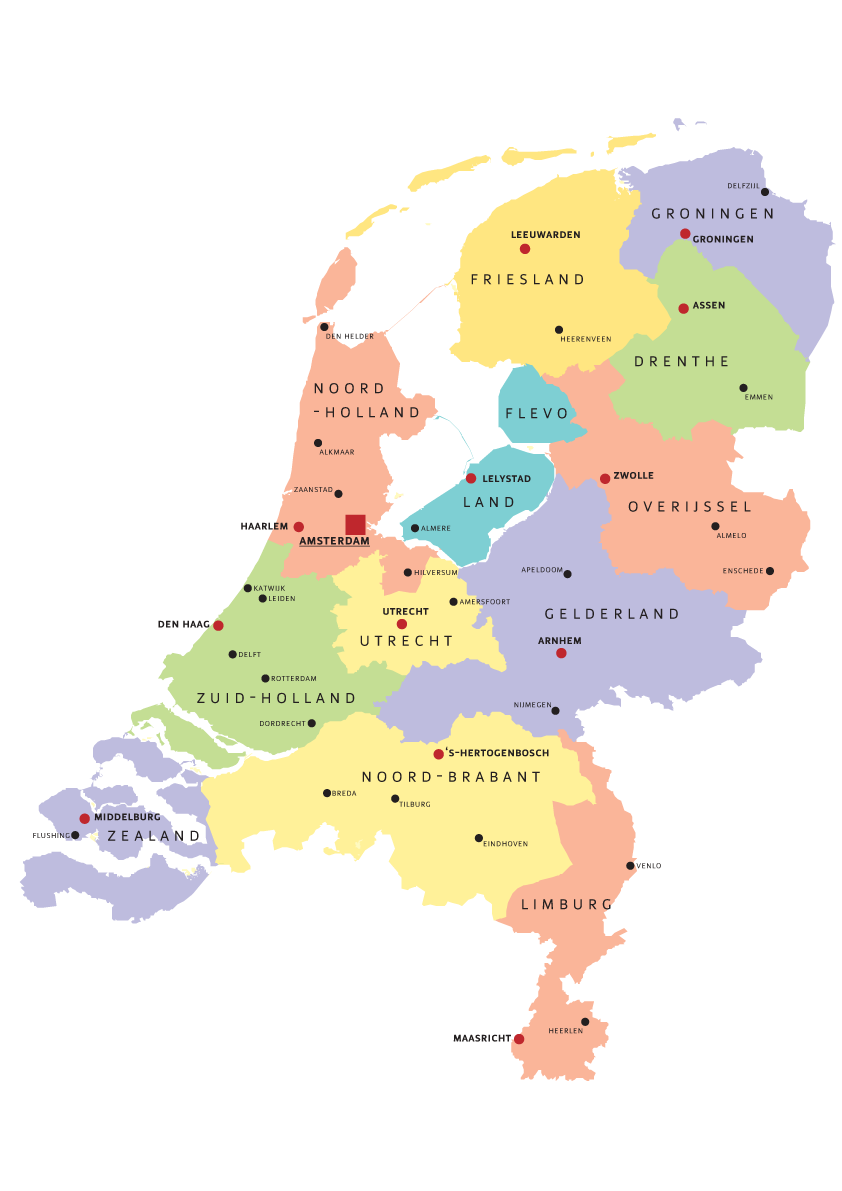 DELFZIJL
GRONINGEN
GRONINGEN
LEEUWARDEN
FRIESLAND
ASSEN
HEERENVEEN
DEN HELDER
DRENTHE
EMMEN
NOORD
-HOLLAND
FLEVO
ALKMAAR
ZWOLLE
LELYSTAD
ZAANSTAD
LAND
OVERIJSSEL
HAARLEM
ALMERE
AMSTERDAM
ALMELO
ENSCHEDE
APELDOOM
HILVERSUM
KATWIJK
LEIDEN
AMERSFOORT
UTRECHT
GELDERLAND
DEN HAAG
UTRECHT
ARNHEM
DELFT
ROTTERDAM
ZUID-HOLLAND
NIJMEGEN
DORDRECHT
'S-HERTOGENBOSCH
NOORD-BRABANT
BREDA
TILBURG
MIDDELBURG
FLUSHING
ZEALAND
EINDHOVEN
VENLO
LIMBURG
HEERLEN
MAASRICHT